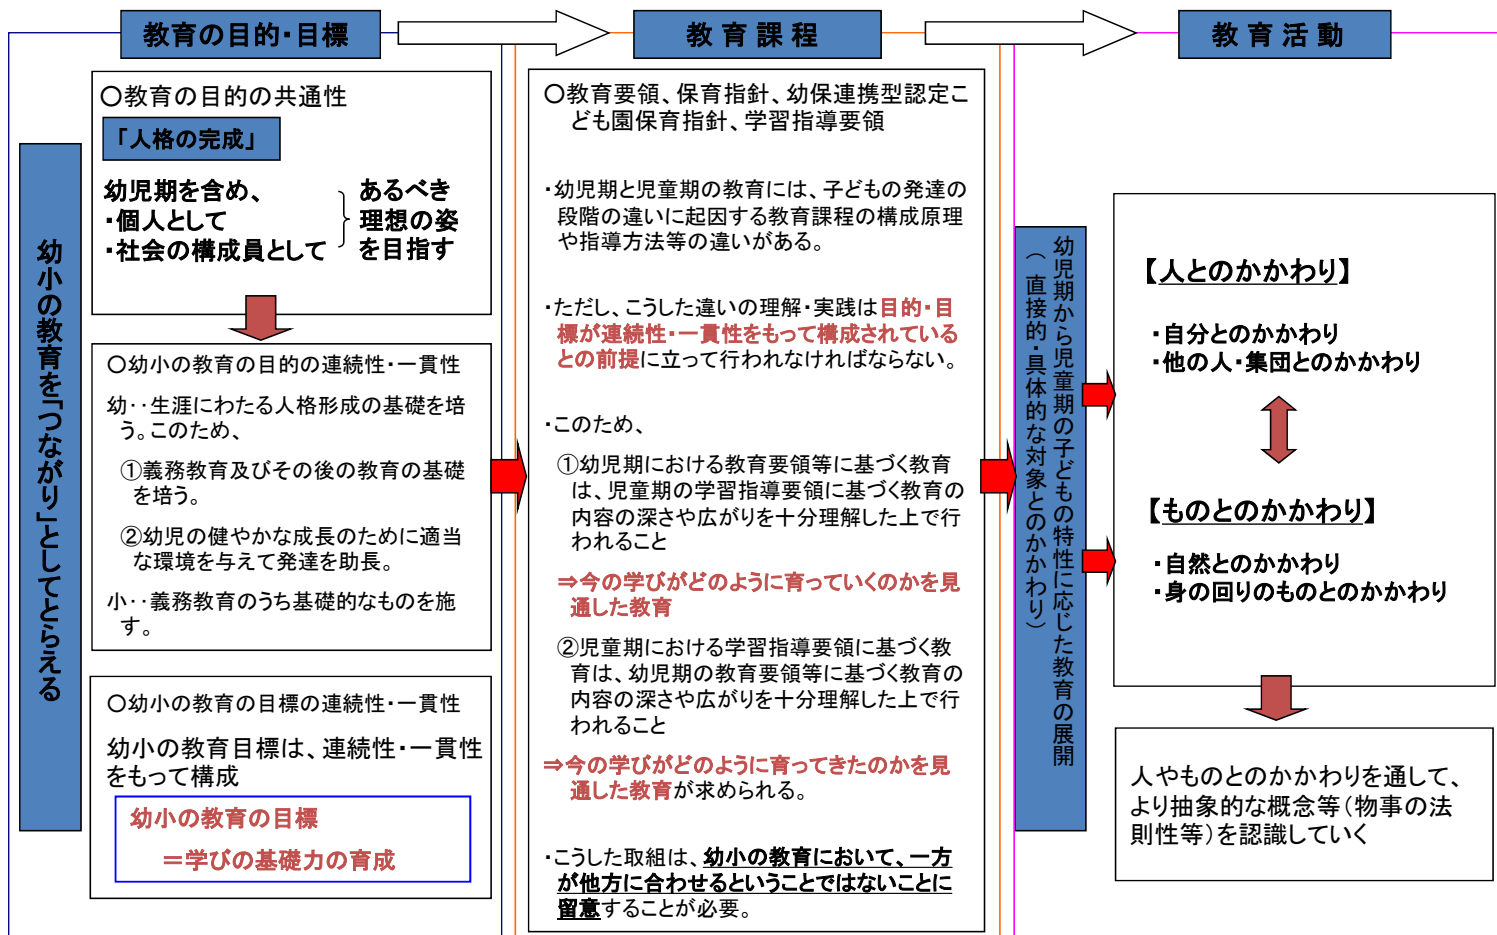 教育の目的・目標
教育課程
教育活動
幼小の教育を「つながり」としてとらえる
〇教育の目的の共通性
「人格の完成」
幼児期を含め、
・個人として
・社会の構成員として
あるべき
理想の姿
を目指す
〇幼小の教育の目的の連続性・一貫性
幼‥生涯にわたる人格形成の基礎を培
う。このため、
①義務教育及びその後の教育の基礎
を培う。
②幼児の健やかな成長のために適当
な環境を与えて発達を助長。
小‥義務教育のうち基礎的なものを施
す。
〇幼小の教育の目標の連続性・一貫性
幼小の教育目標は、連続性・一貫性
をもって構成
幼小の教育の目標
＝学びの基礎力の育成
〇教育要領、保育指針、幼保連携型認定こ
ども園保育指針、学習指導要領
・幼児期と児童期の教育には、子どもの発達の
段階の違いに起因する教育課程の構成原理
や指導方法等の違いがある。
・ただし、こうした違いの理解・実践は目的・目
標が連続性・一貫性をもって構成されている
との前提に立って行われなければならない。
・このため、
①幼児期における教育要領等に基づく教育
は、児童期の学習指導要領に基づく教育の
内容の深さや広がりを十分理解した上で行
われること
⇒今の学びがどのように育っていくのかを見
通した教育
②児童期における学習指導要領に基づく教
育は、幼児期の教育要領等に基づく教育の
内容の深さや広がりを十分理解した上で行
われること
⇒今の学びがどのように育ってきたのかを見
通した教育が求められる。
・こうした取組は、幼小の教育において、一方
が他方に合わせるということではないことに
留意することが必要。
幼児期から児童期の子どもの特性に応じた教育の展開
（直接的・具体的な対象とのかかわり）
【人とのかかわり】
・自分とのかかわり
・他の人・集団とのかかわり
【ものとのかかわり】
・自然とのかかわり
・身の回りのものとのかかわり
人やものとのかかわりを通して、
より抽象的な概念等（物事の法
則性等）を認識していく